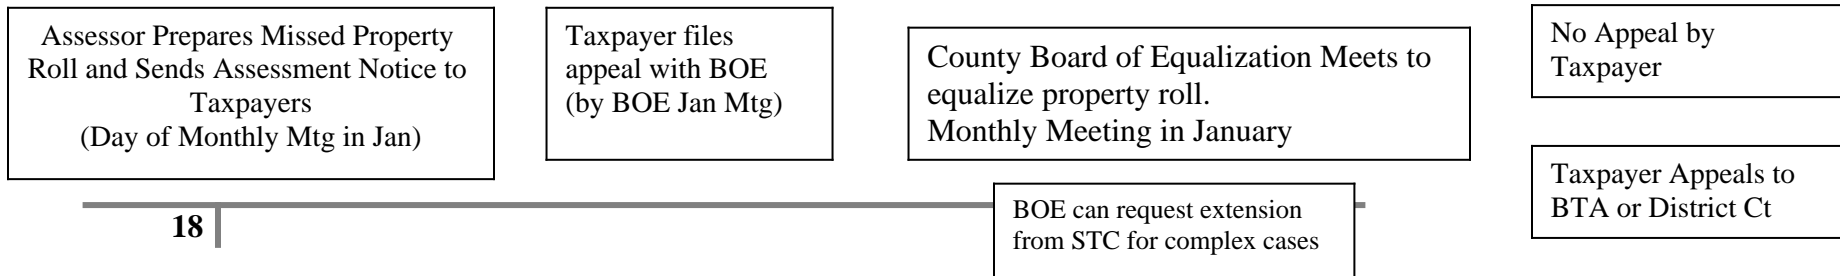 Assessor Prepares Missed Property
Roll and Sends Assessment Notice to
Taxpayers
(Day of Monthly Mtg in Jan)
Taxpayer files
appeal with BOE
(by BOE Jan Mtg)
County Board of Equalization Meets to
equalize property roll.
Monthly Meeting in January
No Appeal by
Taxpayer
Taxpayer Appeals to
BTA or District Ct
BOE can request extension
from STC for complex cases
18